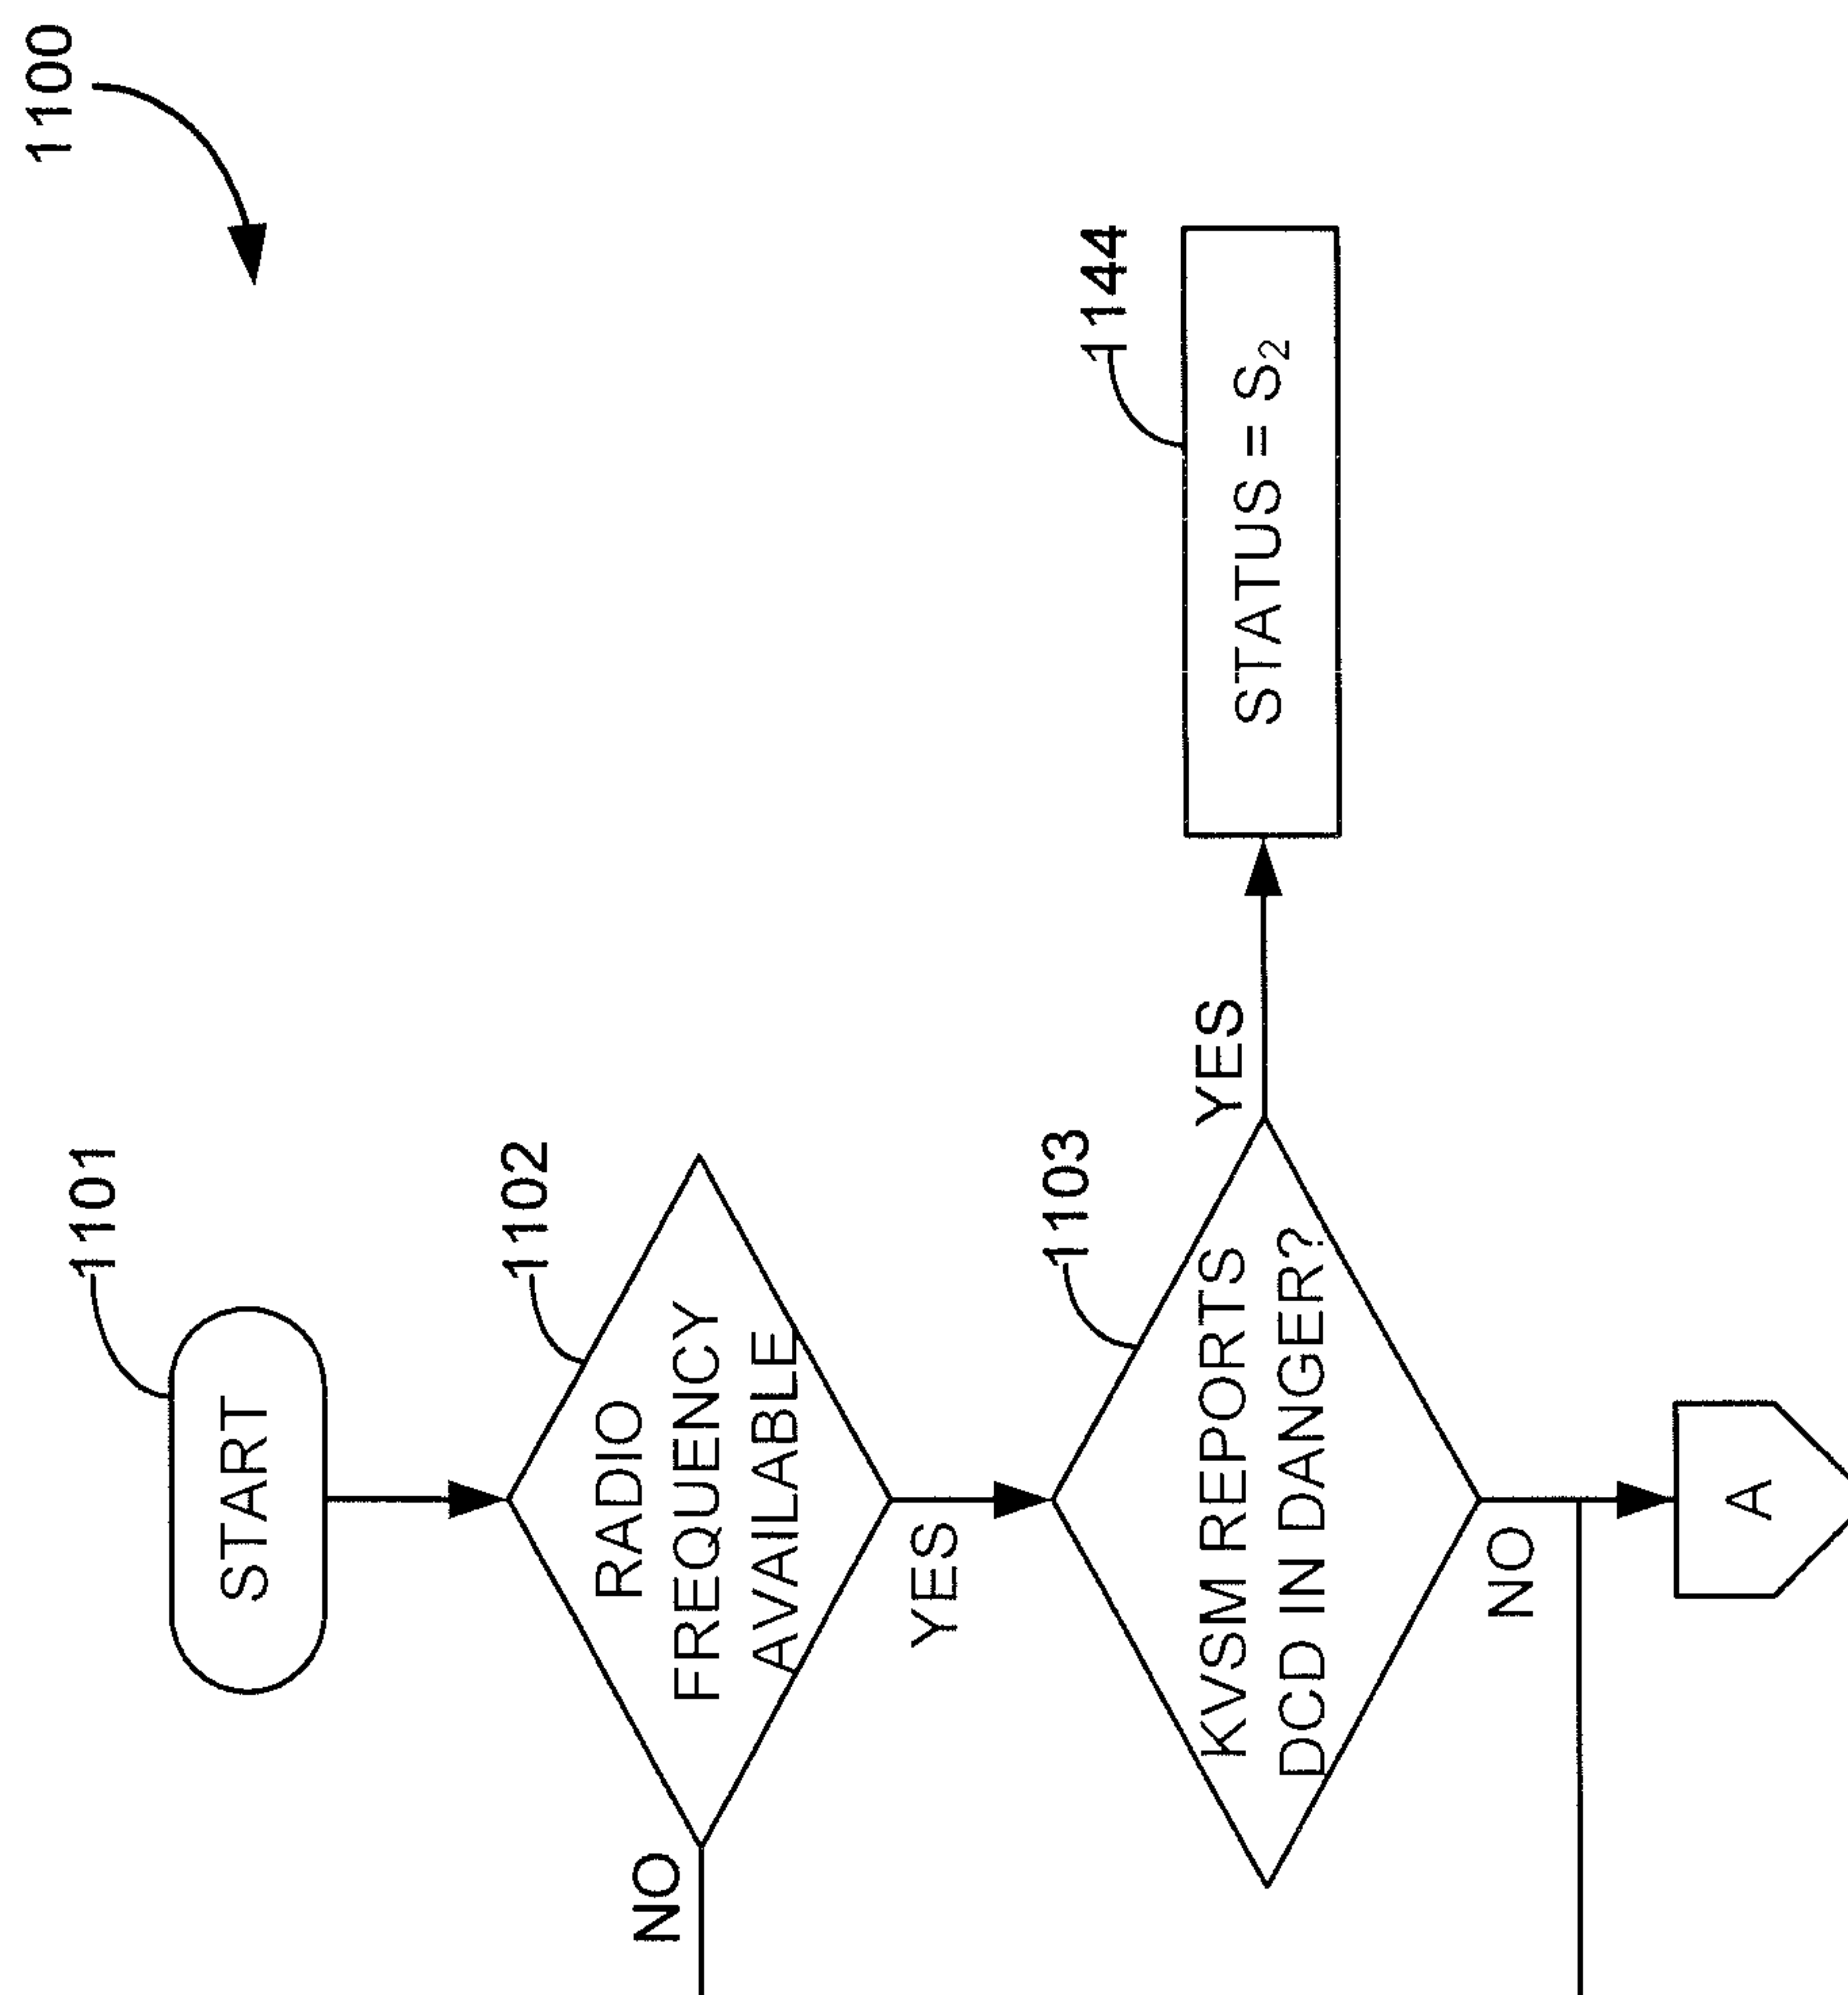 1100
1101
START
1102
RADIO
FREQUENCY
AVAILABLE
NO
YES
1103
KVSM REPORTS
DCD IN DANGER?
YES
1144
STATUS = S₂
NO
A